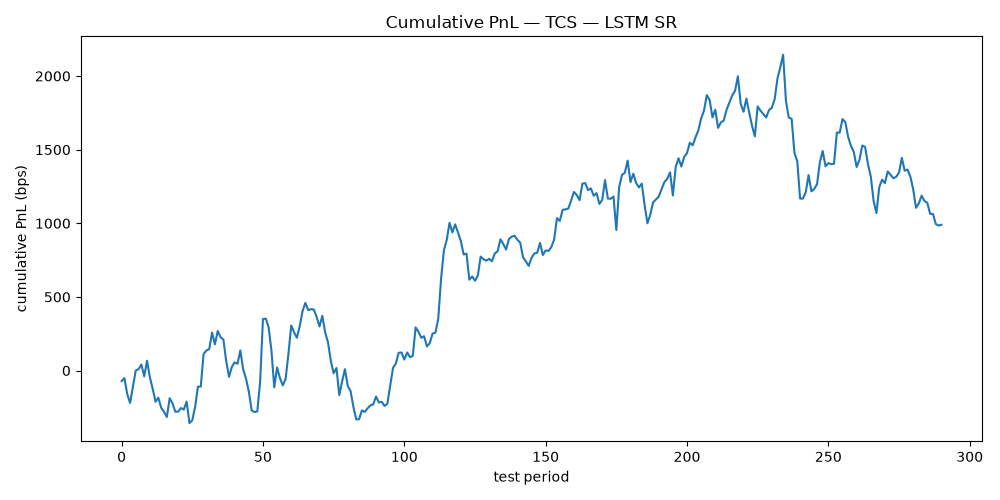 Cumulative PnL — TCS — LSTM SR
cumulative PnL (bps)
2000
1500
1000
500
0
0 50 100 150 200 250 300
test period